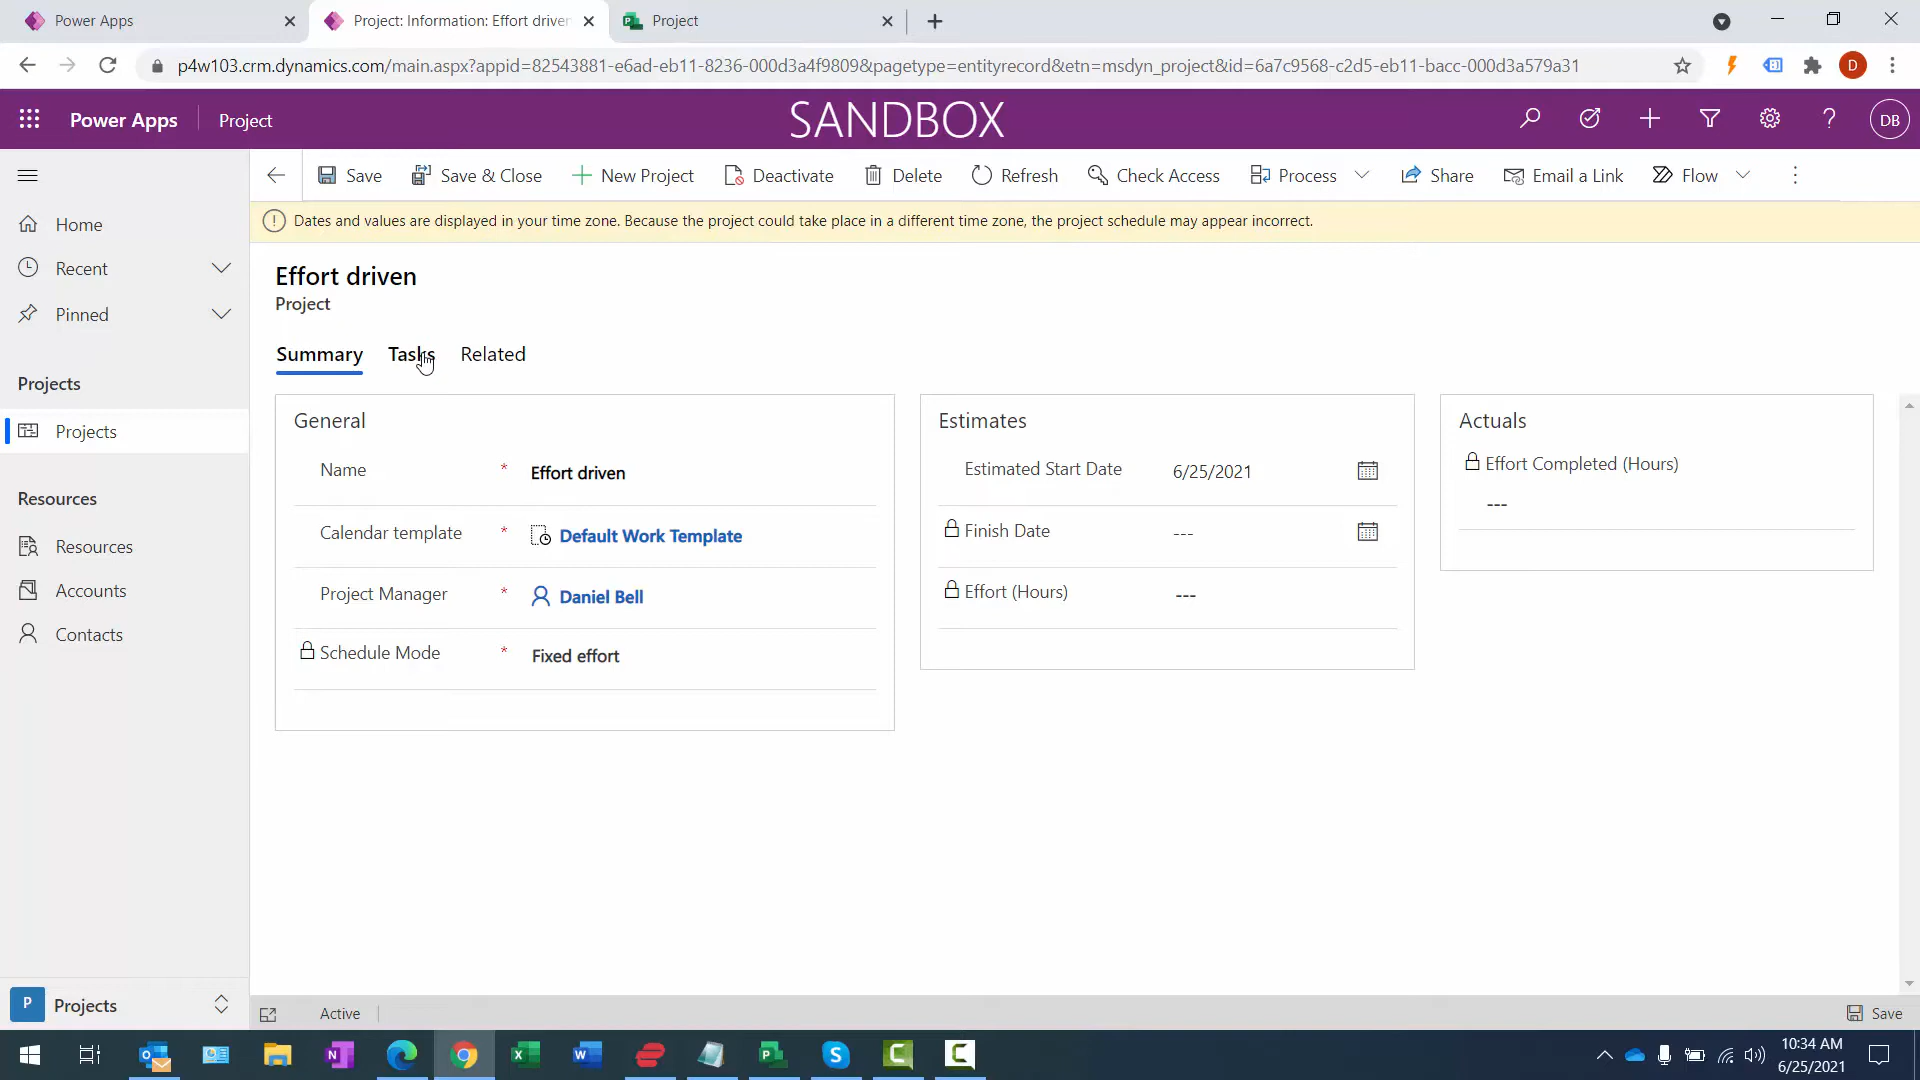 Power Apps
Project: Information: Effort driven
Project
p4w103.crm.dynamics.com/main.aspx?appid=82543881-e6ad-eb11-8236-000d3a4f9809&pagetype=entityrecord&etn=msdyn_project&id=6a7c9568-c2d5-eb11-bacc-000d3a579a31
D
Power Apps
Project
SANDBOX
DB
Save
Save & Close
New Project
Deactivate
Delete
Refresh
Check Access
Process
Share
Email a Link
Flow
Dates and values are displayed in your time zone. Because the project could take place in a different time zone, the project schedule may appear incorrect.
Home
Recent
Pinned
Projects
Projects
Resources
Resources
Accounts
Contacts
Effort driven
Project
Summary
Tasks
Related
General
Name * Effort driven
Calendar template * Default Work Template
Project Manager * Daniel Bell
Schedule Mode * Fixed effort
Estimates
Estimated Start Date 6/25/2021
Finish Date ---
Effort (Hours) ---
Actuals
Effort Completed (Hours)
---
P Projects
Active
Save
10:34 AM
6/25/2021